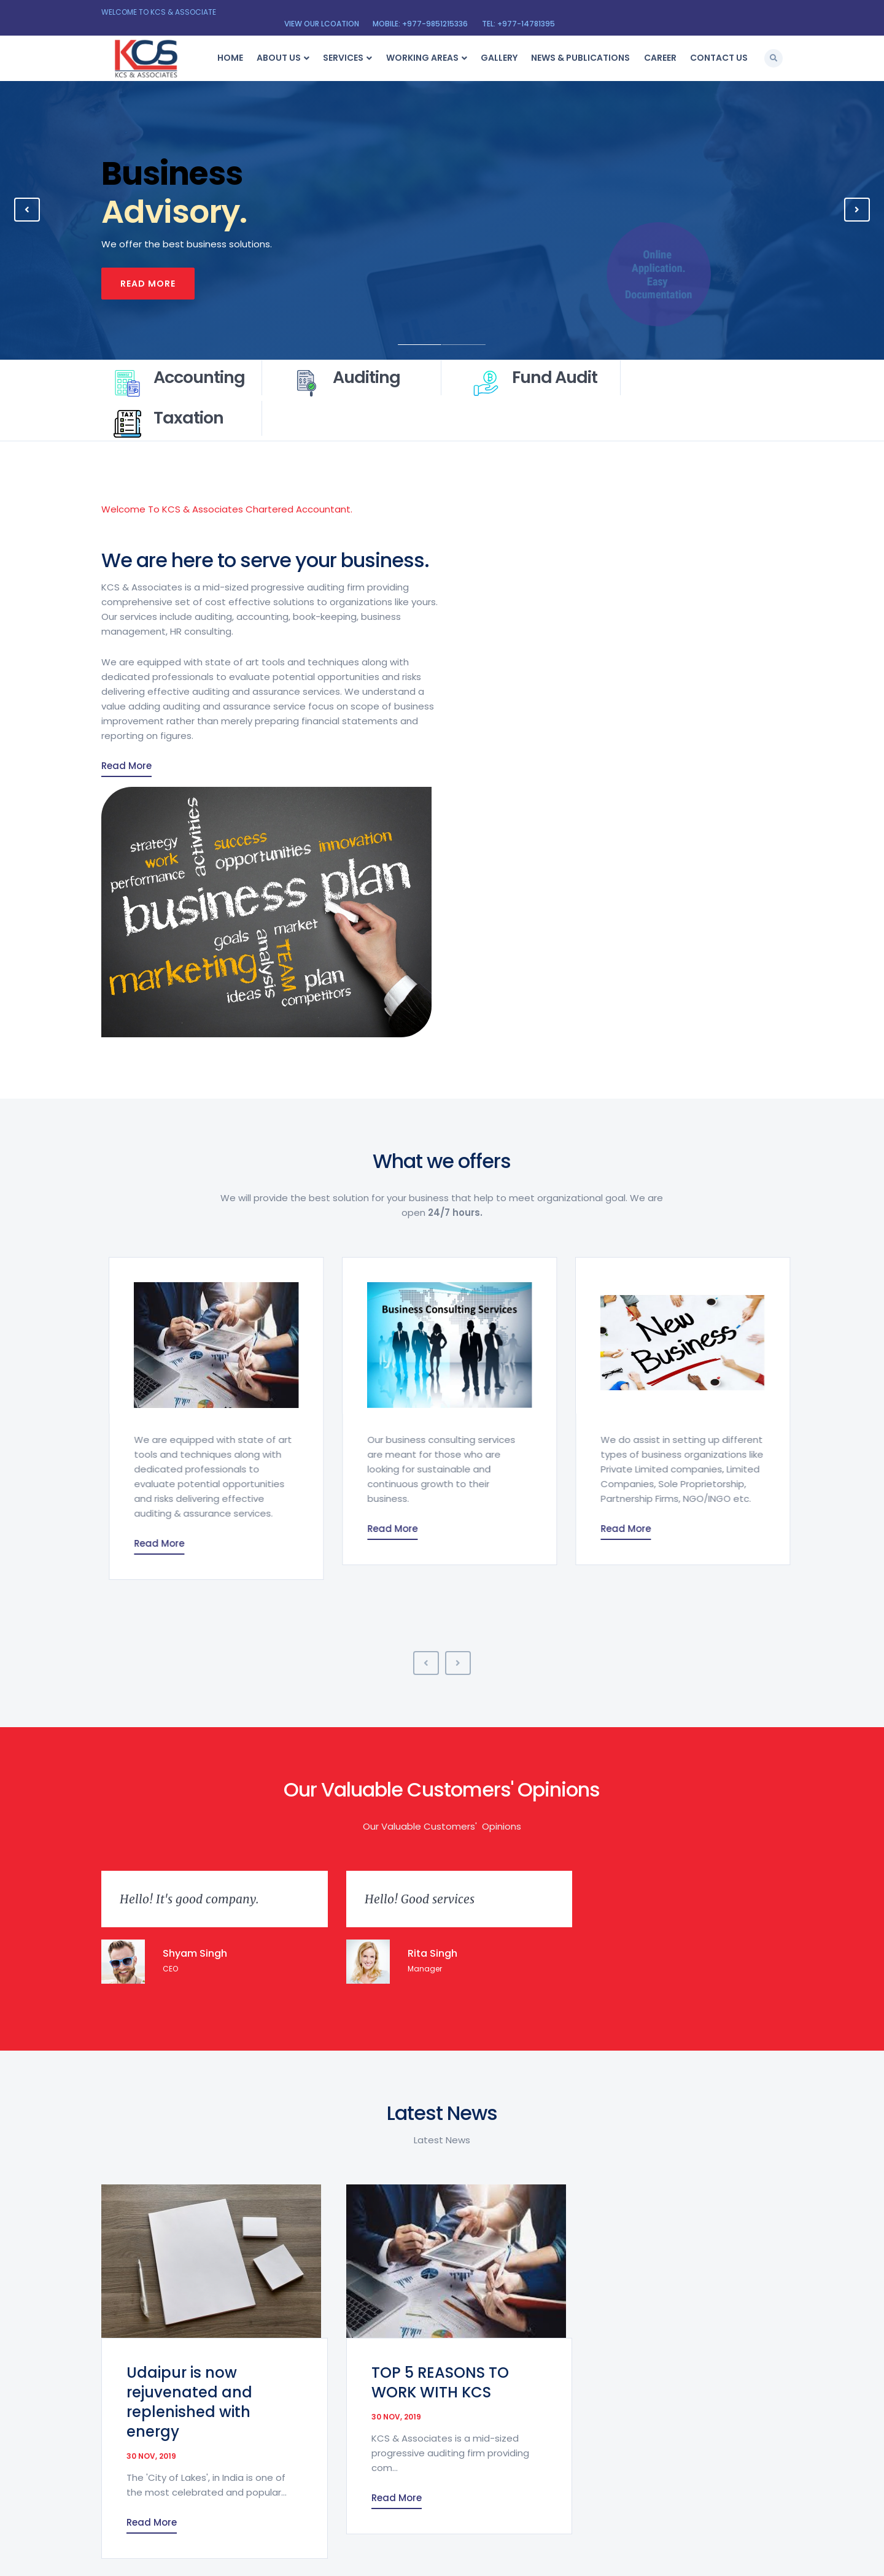 WELCOME TO KCS & ASSOCIATE
VIEW OUR LCOATION MOBILE: +977-9851215336 TEL: +977-14781395
KCS
KCS & ASSOCIATES
HOME ABOUT US SERVICES WORKING AREAS GALLERY NEWS & PUBLICATIONS CAREER CONTACT US
Business
Advisory.
We offer the best business solutions.
READ MORE
Online
Application.
Easy
Documentation
Accounting
Auditing
Fund Audit
TAX
Taxation
Welcome To KCS & Associates Chartered Accountant.
We are here to serve your business.
KCS & Associates is a mid-sized progressive auditing firm providing
comprehensive set of cost effective solutions to organizations like yours.
Our services include auditing, accounting, book-keeping, business
management, HR consulting.
We are equipped with state of art tools and techniques along with
dedicated professionals to evaluate potential opportunities and risks
delivering effective auditing and assurance services. We understand a
value adding auditing and assurance service focus on scope of business
improvement rather than merely preparing financial statements and
reporting on figures.
Read More
activities
strategy
success
innovation
work
opportunities
performance
business plan
goals
market
marketing
analysis
TEAM
plan
ideas
competitors
What we offers
We will provide the best solution for your business that help to meet organizational goal. We are
open 24/7 hours.
Business Consulting Services
New
Business
We are equipped with state of art
tools and techniques along with
dedicated professionals to
evaluate potential opportunities
and risks delivering effective
auditing & assurance services.
Read More
Our business consulting services
are meant for those who are
looking for sustainable and
continuous growth to their
business.
Read More
We do assist in setting up different
types of business organizations like
Private Limited companies, Limited
Companies, Sole Proprietorship,
Partnership Firms, NGO/INGO etc.
Read More
Our Valuable Customers' Opinions
Our Valuable Customers' Opinions
Hello! It's good company.
Shyam Singh
CEO
Hello! Good services
Rita Singh
Manager
Latest News
Latest News
Udaipur is now
rejuvenated and
replenished with
energy
30 NOV, 2019
The 'City of Lakes', in India is one of
the most celebrated and popular...
Read More
TOP 5 REASONS TO
WORK WITH KCS
30 NOV, 2019
KCS & Associates is a mid-sized
progressive auditing firm providing
com...
Read More